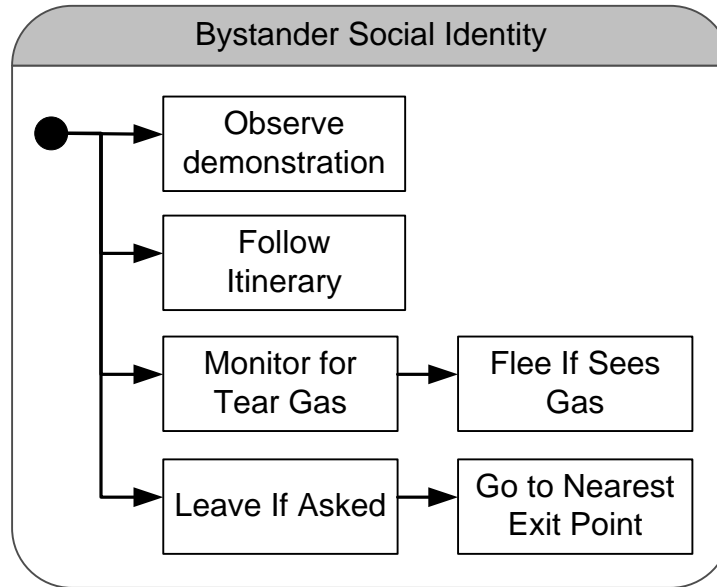 Bystander Social Identity
Observe
demonstration
Follow
Itinerary
Monitor for
Tear Gas
Flee If Sees
Gas
Leave If Asked
Go to Nearest
Exit Point